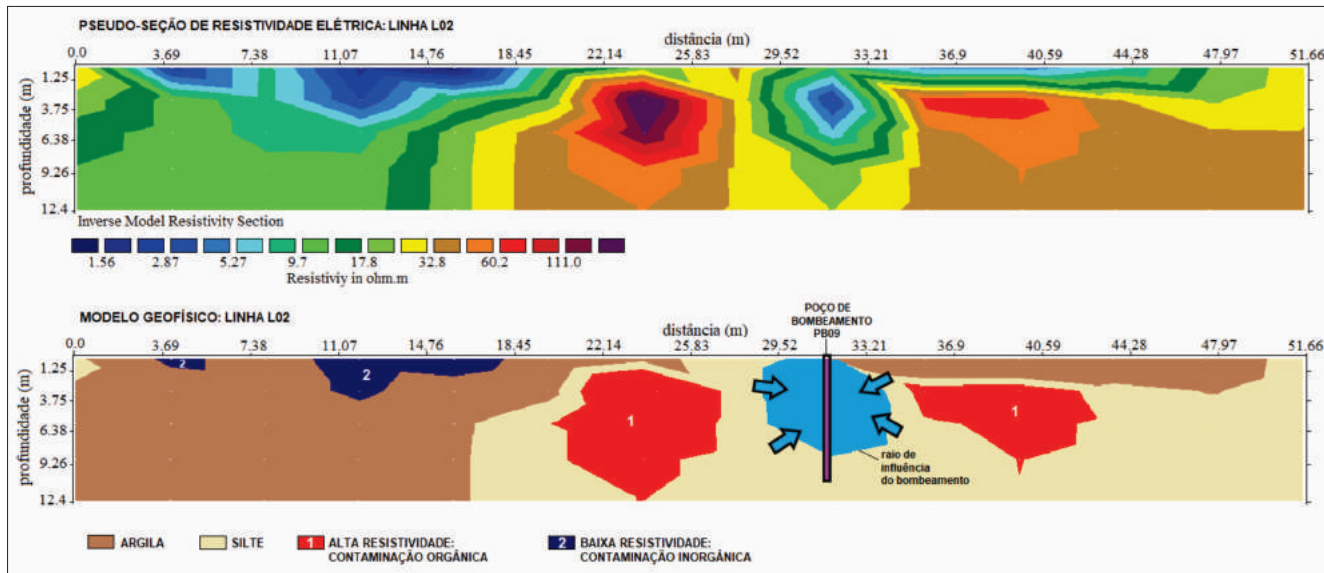 PSEUDO-SEÇÃO DE RESISTIVIDADE ELÉTRICA: LINHA L02
distância (m)
0.0 3.69 7.38 11.07 14.76 18.45 22.14 25.83 29.52 33.21 36.9 40.59 44.28 47.97 51.66
profundidade (m)
1.25
3.75
6.38
9.26
12.4
Inverse Model Resistivity Section
1.56 2.87 5.27 9.7 17.8 32.8 60.2 111.0
Resistiviy in ohm.m
MODELO GEOFÍSICO: LINHA L02
distância (m)
POÇO DE
BOMBEAMENTO
PB09
0.0 3.69 7.38 11.07 14.76 18.45 22.14 25.83 29.52 33.21 36.9 40.59 44.28 47.97 51.66
profundidade (m)
1.25
3.75
6.38
9.26
12.4
2
2
1
1
raio de
influência
do bombeamento
ARGILA
SILTE
1 ALTA RESISTIVIDADE:
CONTAMINAÇÃO ORGÂNICA
2 BAIXA RESISTIVIDADE:
CONTAMINAÇÃO INORGÂNICA